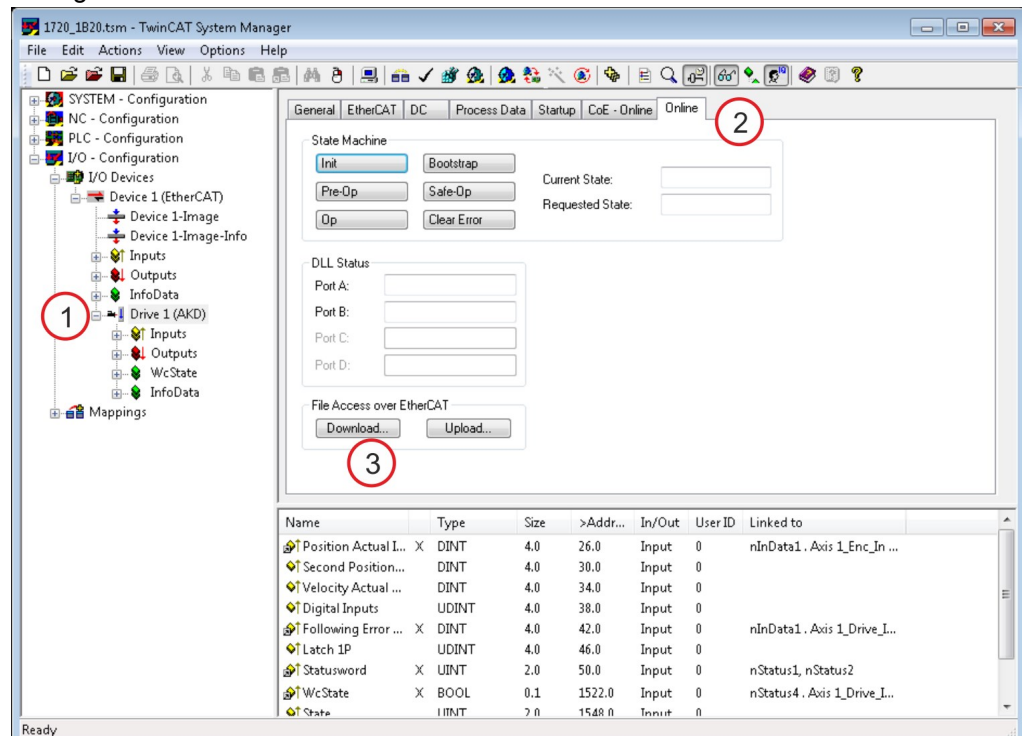 1720_1B20.tsm - TwinCAT System Manager
File Edit Actions View Options Help
SYSTEM - Configuration
NC - Configuration
PLC - Configuration
I/O - Configuration
I/O Devices
Device 1 (EtherCAT)
Device 1-Image
Device 1-Image-Info
Inputs
Outputs
InfoData
1
Drive 1 (AKD)
Inputs
Outputs
WcState
InfoData
Mappings
General EtherCAT DC Process Data Startup CoE - Online Online
2
State Machine
Init Bootstrap
Pre-Op Safe-Op
Op Clear Error
Current State:
Requested State:
DLL Status
Port A:
Port B:
Port C:
Port D:
File Access over EtherCAT
Download... Upload...
3
Name Type Size >Addr... In/Out User ID Linked to
Position Actual I... X DINT 4.0 26.0 Input 0 nInData1 . Axis 1_Enc_In ...
Second Position... DINT 4.0 30.0 Input 0
Velocity Actual ... DINT 4.0 34.0 Input 0
Digital Inputs UDINT 4.0 38.0 Input 0
Following Error ... X DINT 4.0 42.0 Input 0 nInData1 . Axis 1_Drive_I...
Latch 1P UDINT 4.0 46.0 Input 0
Statusword X UINT 2.0 50.0 Input 0 nStatus1, nStatus2
WcState X BOOL 0.1 1522.0 Input 0 nStatus4 . Axis 1_Drive_I...
State UINT 2.0 1548.0 Input 0
Ready